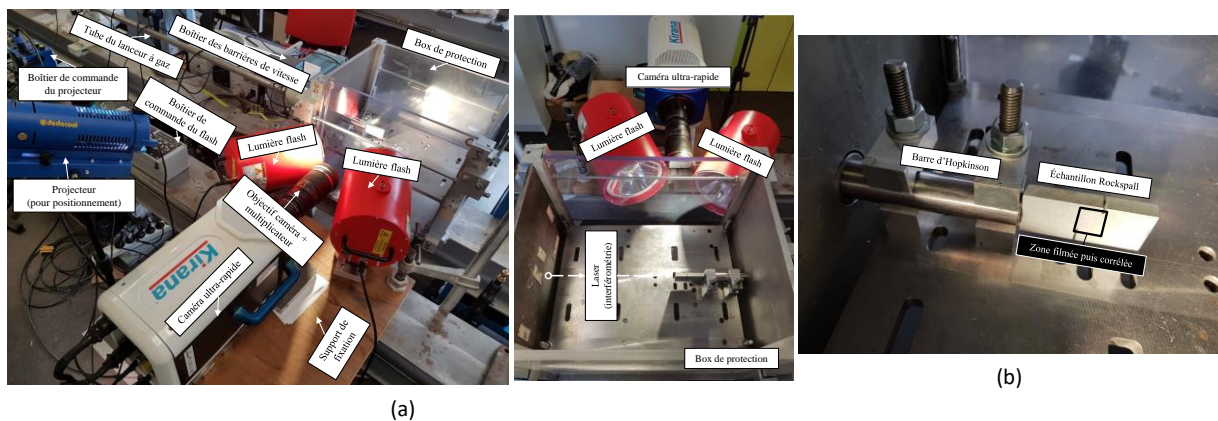 Tube du lanceur à gaz
Boîtier des barrières de vitesse
Box de protection
Boîtier de commande
du projecteur
Boîtier de
commande du flash
dedocool
Lumière flash
Lumière flash
Projecteur
(pour positionnement)
Objectif caméra +
multiplicateur
Kirana
Caméra ultra-rapide
Support de
fixation
Kirana
Caméra ultra-rapide
Lumière flash
Lumière flash
Laser
(interférométrie)
Box de protection
(a)
Barre d’Hopkinson
Échantillon Rockspall
Zone filmée puis corrélée
(b)